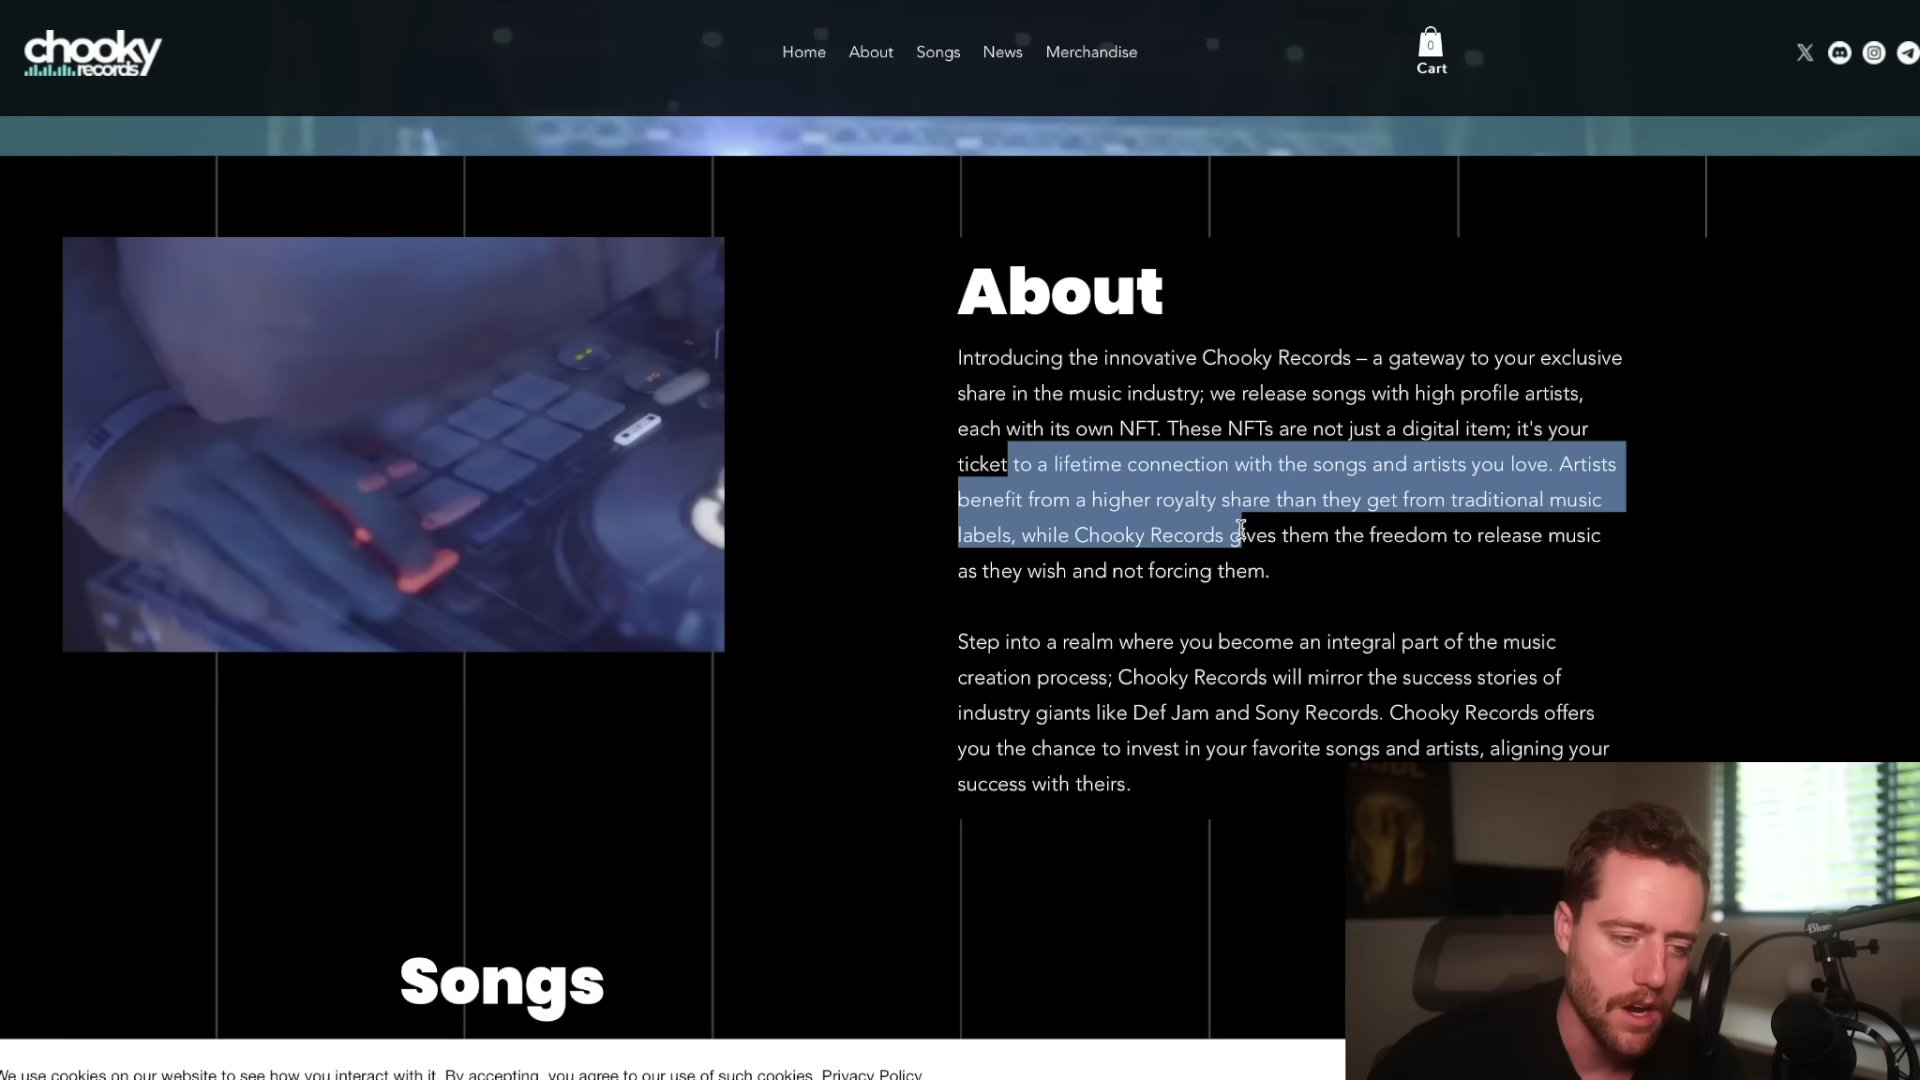 chooky
records
Home About Songs News Merchandise
0
Cart
About
Introducing the innovative Chooky Records – a gateway to your exclusive
share in the music industry; we release songs with high profile artists,
each with its own NFT. These NFTs are not just a digital item; it's your
ticket to a lifetime connection with the songs and artists you love. Artists
benefit from a higher royalty share than they get from traditional music
labels, while Chooky Records gives them the freedom to release music
as they wish and not forcing them.
Step into a realm where you become an integral part of the music
creation process; Chooky Records will mirror the success stories of
industry giants like Def Jam and Sony Records. Chooky Records offers
you the chance to invest in your favorite songs and artists, aligning your
success with theirs.
Blue
Songs
We use cookies on our website to see how you interact with it. By accepting, you agree to our use of such cookies. Privacy Policy